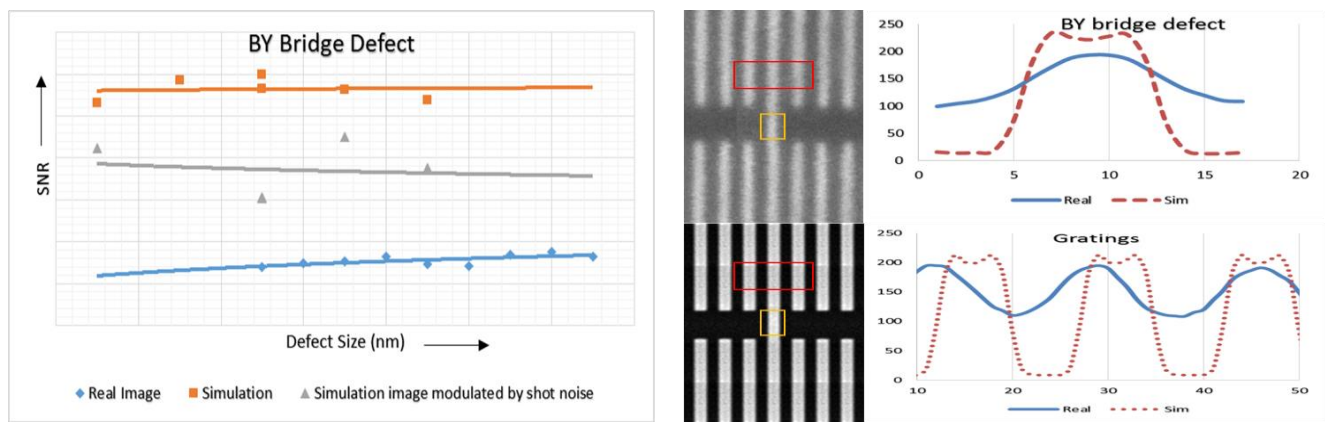 BY Bridge Defect
SNR
Defect Size (nm)
Real Image
Simulation
Simulation image modulated by shot noise
BY bridge defect
250
200
150
100
50
0
0
5
10
15
20
Real
Sim
Gratings
250
200
150
100
50
0
10
20
30
40
50
Real
Sim